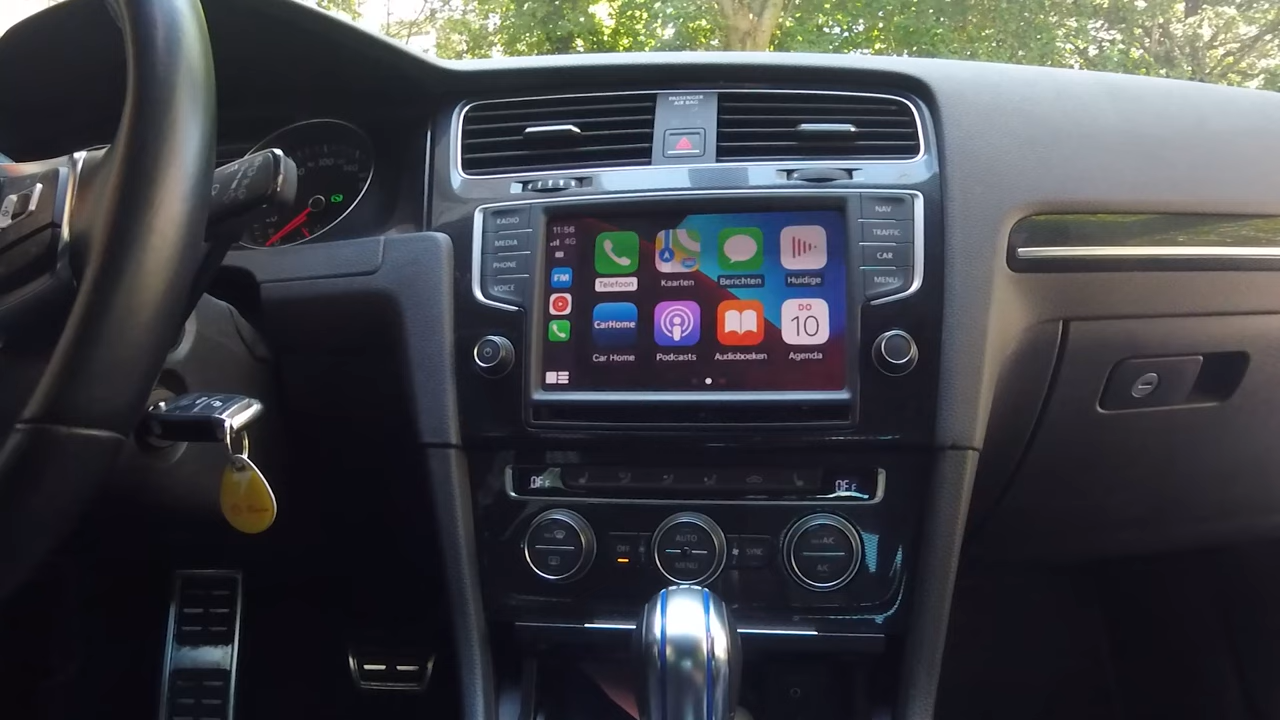 PASSENGER
AIR BAG
RADIO
MEDIA
PHONE
VOICE
NAV
TRAFFIC
CAR
MENU
11:56
4G
FM
Telefoon
Kaarten
Berichten
Huidige
CarHome
DO
10
Car Home
Podcasts
Audioboeken
Agenda
OFF
OFF
OFF
AUTO
MENU
SYNC
A/C
A/C
100